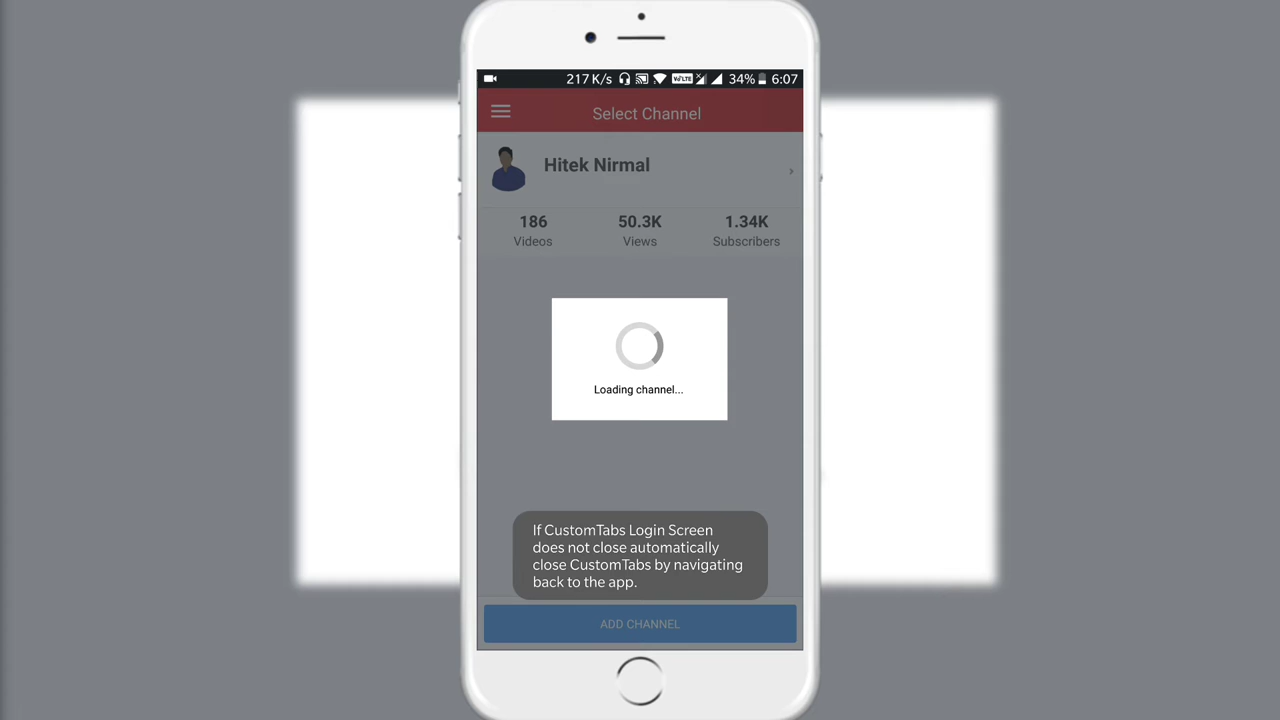 217 K/s VoLTE 34% 6:07
Select Channel
Hitek Nirmal
186 50.3K 1.34K
Videos Views Subscribers
Loading channel...
If CustomTabs Login Screen
does not close automatically
close CustomTabs by navigating
back to the app.
ADD CHANNEL